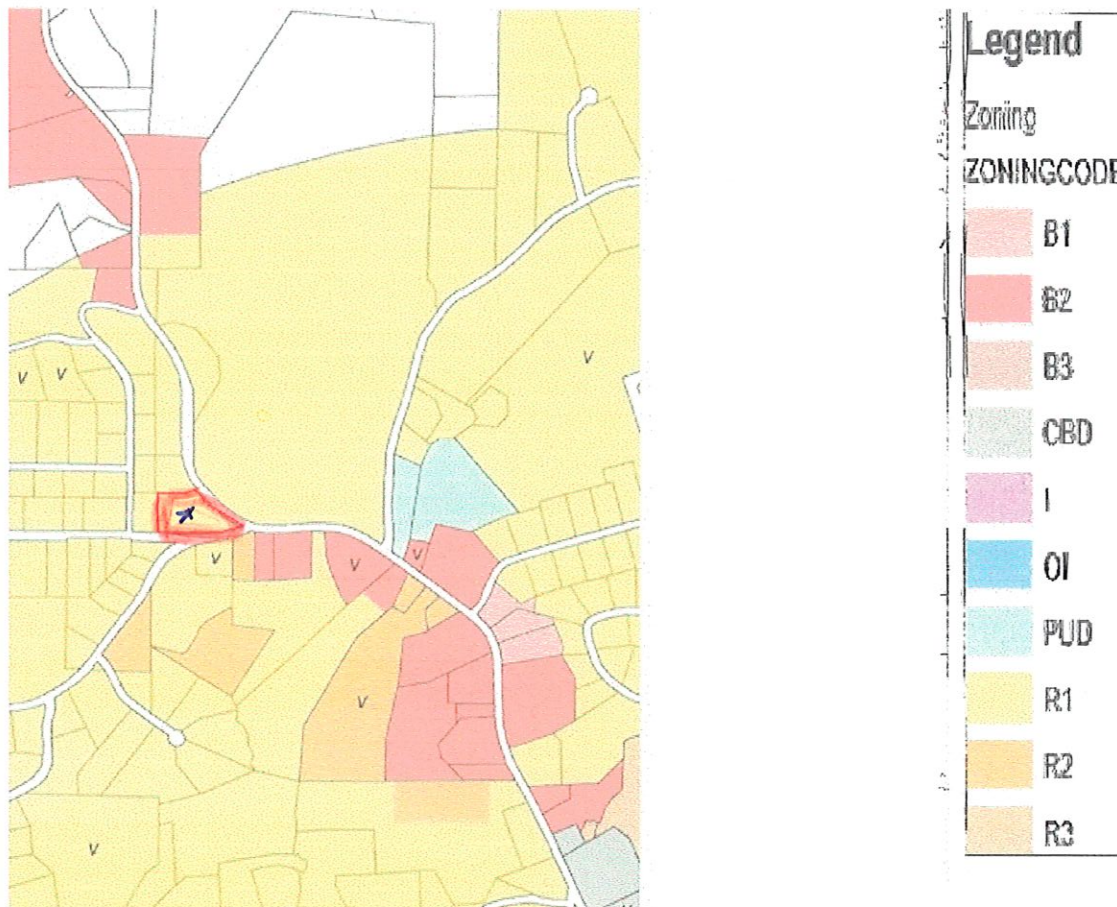 V
V
V
V
V
V
V
V
Legend
Zoning
ZONINGCODE
B1
B2
B3
CBD
I
OI
PUD
R1
R2
R3